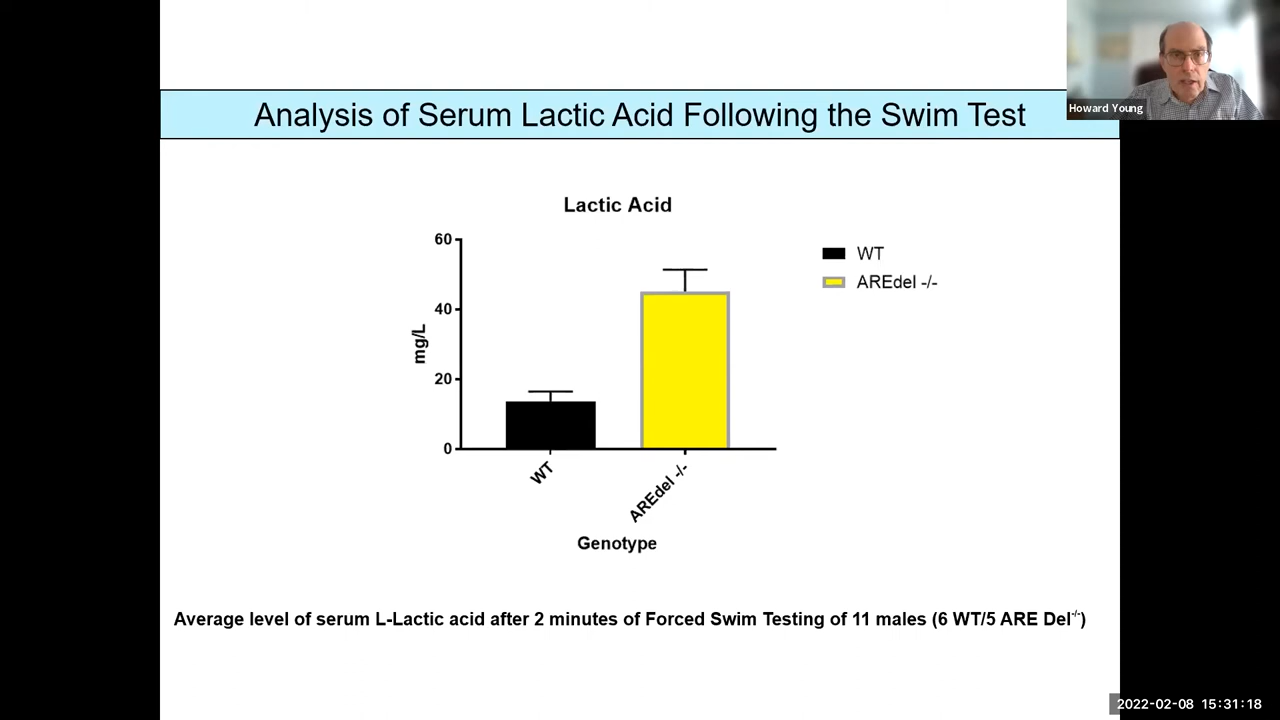 Howard Young
Analysis of Serum Lactic Acid Following the Swim Test
Lactic Acid
60
40
20
0
mg/L
WT
AREdel -/-
Genotype
WT
AREdel -/-
Average level of serum L-Lactic acid after 2 minutes of Forced Swim Testing of 11 males (6 WT/5 ARE Del-/-)
2022-02-08 15:31:18